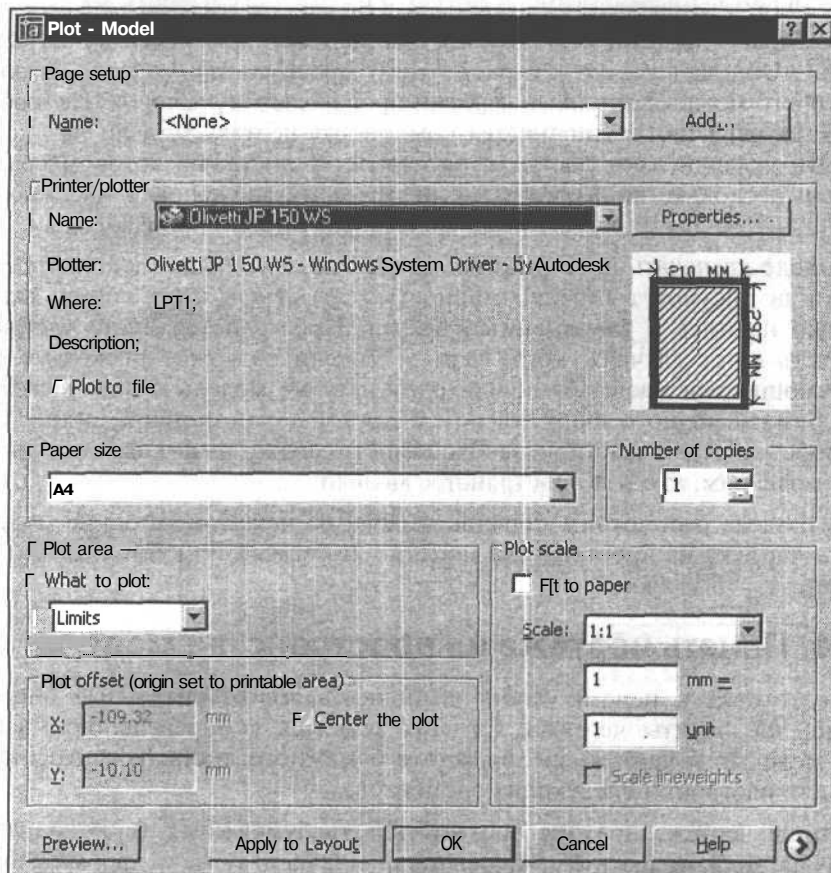 Plot - Model
Page setup
Name: <None> Add...
Printer/plotter
Name: Olivetti JP 150 WS Properties...
Plotter: Olivetti JP 150 WS - Windows System Driver - by Autodesk
Where: LPT1;
Description;
Plot to file
210 MM
297 MM
Paper size
A4
Number of copies
1
Plot area
What to plot:
Limits
Plot offset (origin set to printable area)
X: -109.32 mm
Center the plot
Y: -10.10 mm
Plot scale
F[t to paper
Scale: 1:1
1 mm =
1 unit
Scale lineweights
Preview... Apply to Layout OK Cancel Help